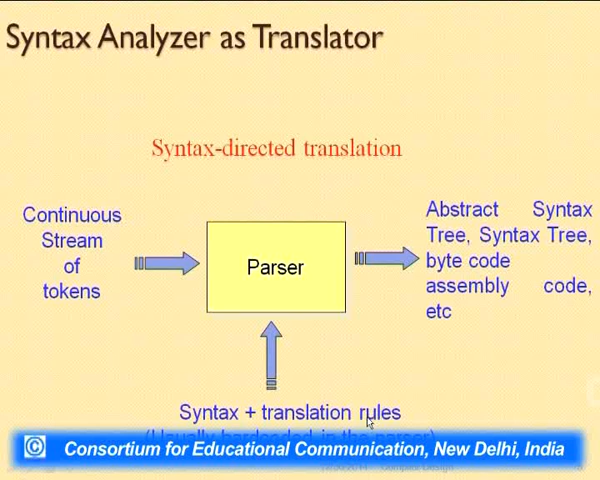 Syntax Analyzer as Translator
Syntax-directed translation
Continuous
Stream
of
tokens
Parser
Abstract Syntax
Tree, Syntax Tree,
byte code
assembly code,
etc
Syntax + translation rules
© Consortium for Educational Communication, New Delhi, India